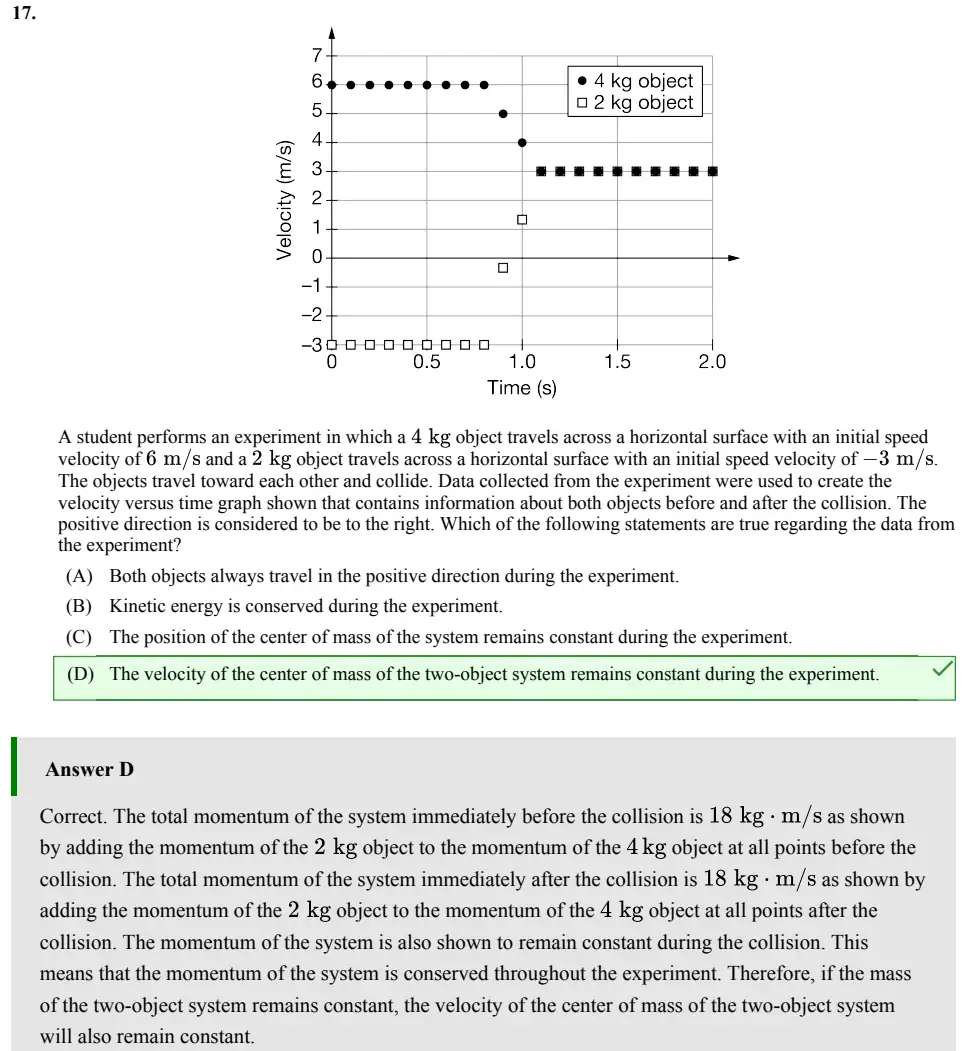 17.
7
6
5
4
3
2
1
0
−1
−2
−3
Velocity (m/s)
● 4 kg object
□ 2 kg object
0 0.5 1.0 1.5 2.0
Time (s)
A student performs an experiment in which a 4 kg object travels across a horizontal surface with an initial speed
velocity of 6 m/s and a 2 kg object travels across a horizontal surface with an initial speed velocity of −3 m/s.
The objects travel toward each other and collide. Data collected from the experiment were used to create the
velocity versus time graph shown that contains information about both objects before and after the collision. The
positive direction is considered to be to the right. Which of the following statements are true regarding the data from
the experiment?
(A) Both objects always travel in the positive direction during the experiment.
(B) Kinetic energy is conserved during the experiment.
(C) The position of the center of mass of the system remains constant during the experiment.
(D) The velocity of the center of mass of the two-object system remains constant during the experiment.
Answer D
Correct. The total momentum of the system immediately before the collision is 18 kg · m/s as shown
by adding the momentum of the 2 kg object to the momentum of the 4 kg object at all points before the
collision. The total momentum of the system immediately after the collision is 18 kg · m/s as shown by
adding the momentum of the 2 kg object to the momentum of the 4 kg object at all points after the
collision. The momentum of the system is also shown to remain constant during the collision. This
means that the momentum of the system is conserved throughout the experiment. Therefore, if the mass
of the two-object system remains constant, the velocity of the center of mass of the two-object system
will also remain constant.